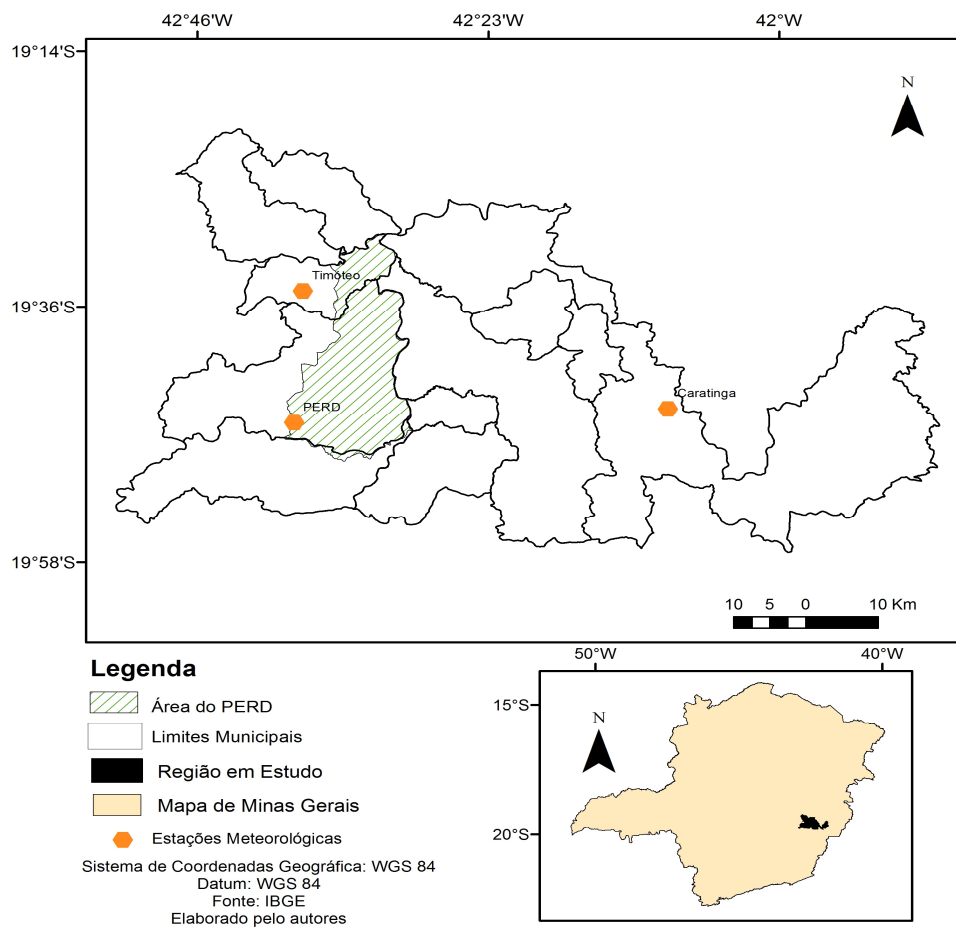 42°46'W
42°23'W
42°W
19°14'S
N
Timóteo
19°36'S
Caratinga
PERD
19°58'S
10 5 0 10 Km
Legenda
Área do PERD
Limites Municipais
Região em Estudo
Mapa de Minas Gerais
Estações Meteorológicas
Sistema de Coordenadas Geográfica: WGS 84
Datum: WGS 84
Fonte: IBGE
Elaborado pelo autores
50°W
40°W
15°S
N
20°S